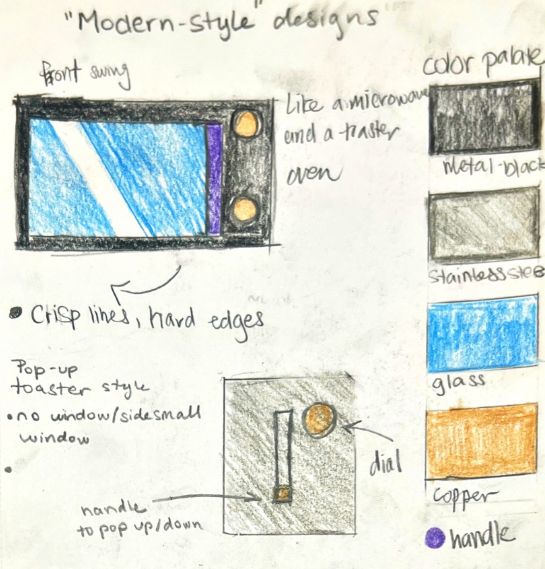 "Modern-style" designs
front swing
Like a microwave
and a toaster
oven
color palate
metal-black
stainless steel
glass
copper
handle
• Crisp lines, hard edges
Pop-up
toaster style
• no window/side small
window
•
dial
handle
to pop up/down